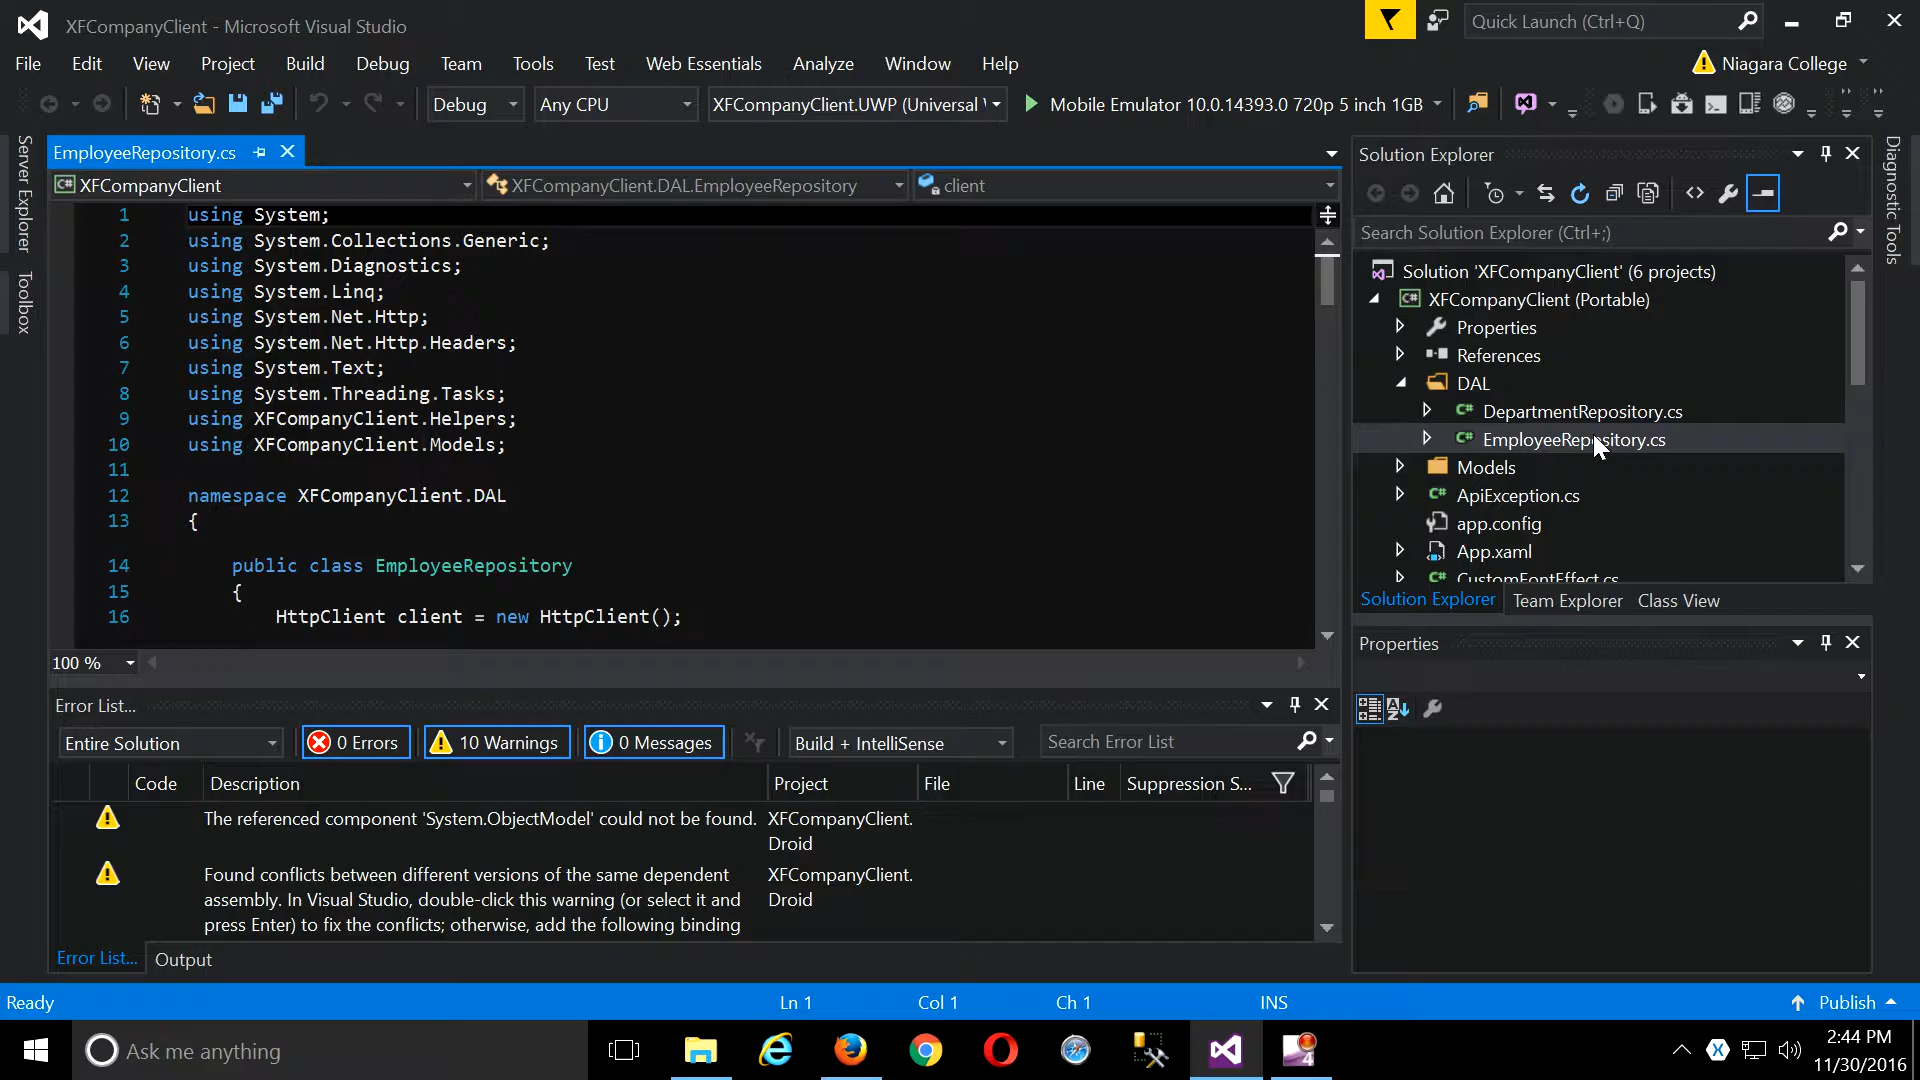 XFCompanyClient - Microsoft Visual Studio
Quick Launch (Ctrl+Q)
File Edit View Project Build Debug Team Tools Test Web Essentials Analyze Window Help
Niagara College
Debug Any CPU XFCompanyClient.UWP (Universal Mobile Emulator 10.0.14393.0 720p 5 inch 1GB
Server Explorer
Toolbox
EmployeeRepository.cs
XFCompanyClient XFCompanyClient.DAL.EmployeeRepository client
1 using System;
2 using System.Collections.Generic;
3 using System.Diagnostics;
4 using System.Linq;
5 using System.Net.Http;
6 using System.Net.Http.Headers;
7 using System.Text;
8 using System.Threading.Tasks;
9 using XFCompanyClient.Helpers;
10 using XFCompanyClient.Models;
11
12 namespace XFCompanyClient.DAL
13 {
14 public class EmployeeRepository
15 {
16 HttpClient client = new HttpClient();
100 %
Error List...
Entire Solution 0 Errors 10 Warnings 0 Messages Build + IntelliSense Search Error List
Code Description Project File Line Suppression S...
The referenced component 'System.ObjectModel' could not be found. XFCompanyClient.
Droid
Found conflicts between different versions of the same dependent XFCompanyClient.
assembly. In Visual Studio, double-click this warning (or select it and Droid
press Enter) to fix the conflicts; otherwise, add the following binding
Error List... Output
Solution Explorer
Search Solution Explorer (Ctrl+;)
Solution 'XFCompanyClient' (6 projects)
C# XFCompanyClient (Portable)
Properties
References
DAL
C# DepartmentRepository.cs
C# EmployeeRepository.cs
Models
C# ApiException.cs
app.config
App.xaml
C# CustomFontEffect.cs
Solution Explorer Team Explorer Class View
Properties
Diagnostic Tools
Ready Ln 1 Col 1 Ch 1 INS Publish
Ask me anything
4
2:44 PM
11/30/2016